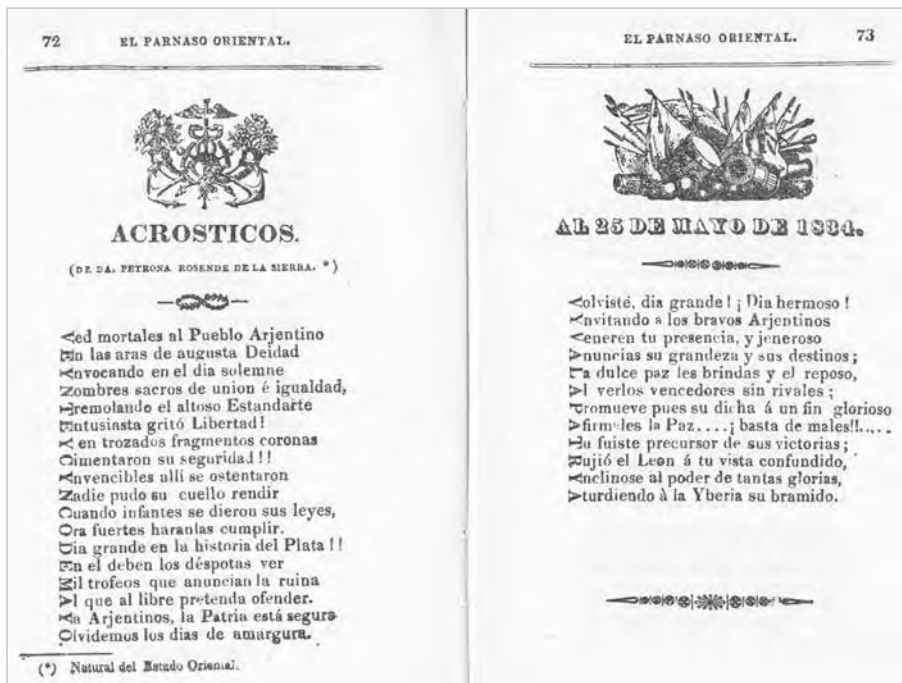 72 EL PARNASO ORIENTAL.
ACROSTICOS.
(DE DA. PETRONA ROSENDE DE LA SIERRA. *)
Ved mortales al Pueblo Arjentino
En las aras de augusta Deidad
Invocando en el dia solemne
Nombres sacros de union é igualdad,
Tremolando el altoso Estandarte
Entusiasta gritó Libertad!
Y en trozados fragmentos coronas
Cimentaron su seguridad!!!
Invencibles allí se ostentaron
Nadie pudo su cuello rendir
Cuando infantes se dieron sus leyes,
Ora fuertes haranlas cumplir.
Dia grande en la historia del Plata!!
En el deben los déspotas ver
Mil trofeos que anuncian la ruina
Al que al libre pretenda ofender.
Ya Arjentinos, la Patria está segura
Olvidemos los dias de amargura.
(*) Natural del Estado Oriental.
EL PARNASO ORIENTAL. 73
AL 25 DE MAYO DE 1834.
Volviste, dia grande! ¡Dia hermoso!
Invitando a los bravos Arjentinos
Veneren tu presencia, y jeneroso
Anuncias su grandeza y sus destinos;
La dulce paz les brindas y el reposo,
Al verlos vencedores sin rivales;
Promueve pues su dicha á un fin glorioso
Afirmales la Paz....¡basta de males!!.....
Tu fuiste precursor de sus victorias;
Rujió el Leon á tu vista confundido,
Inclinose al poder de tantas glorias,
Aturdiendo à la Yberia su bramido.